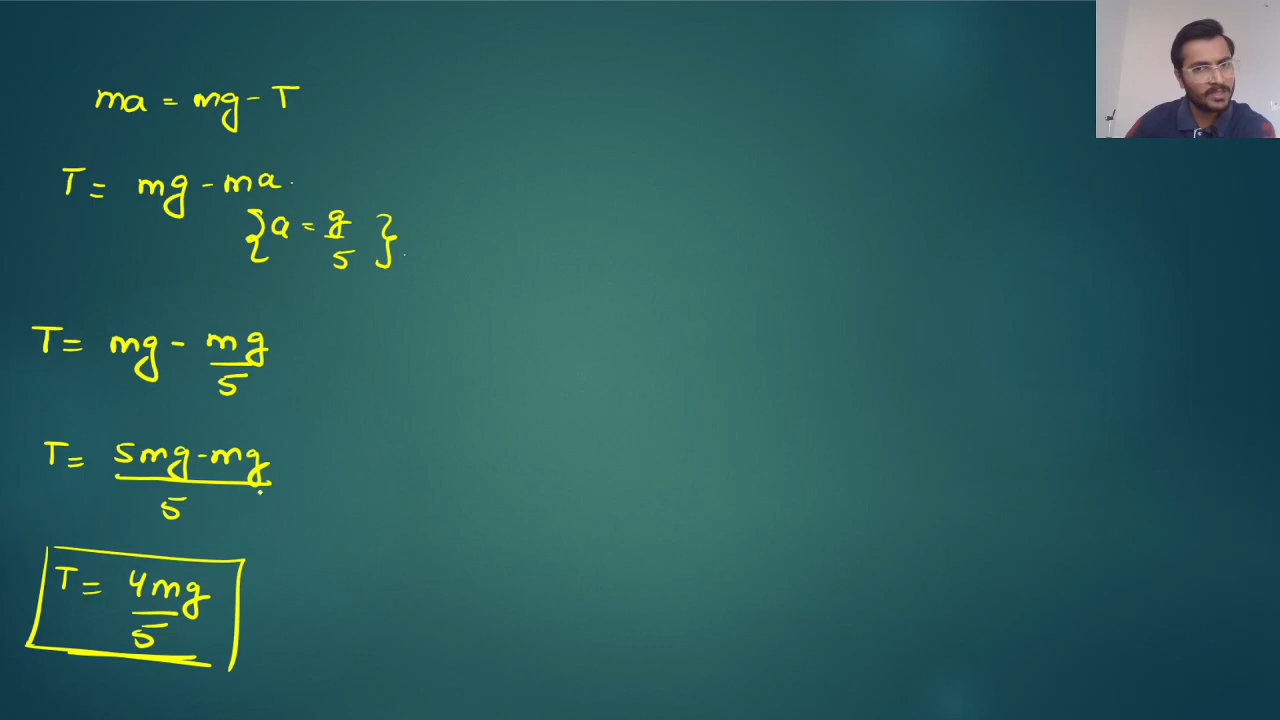 ma = mg - T
T = mg - ma.
{a = g/5}.
T = mg - mg/5
T = 5mg-mg/5
T = 4mg/5